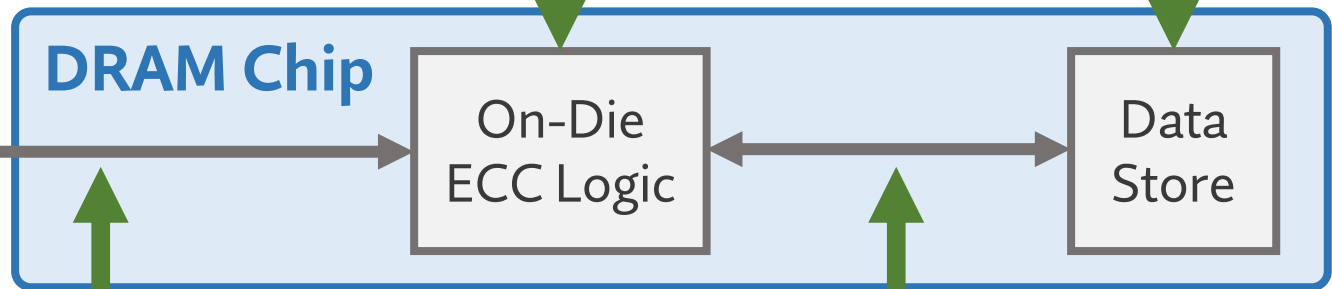 DRAM Chip
On-Die
ECC Logic
Data
Store